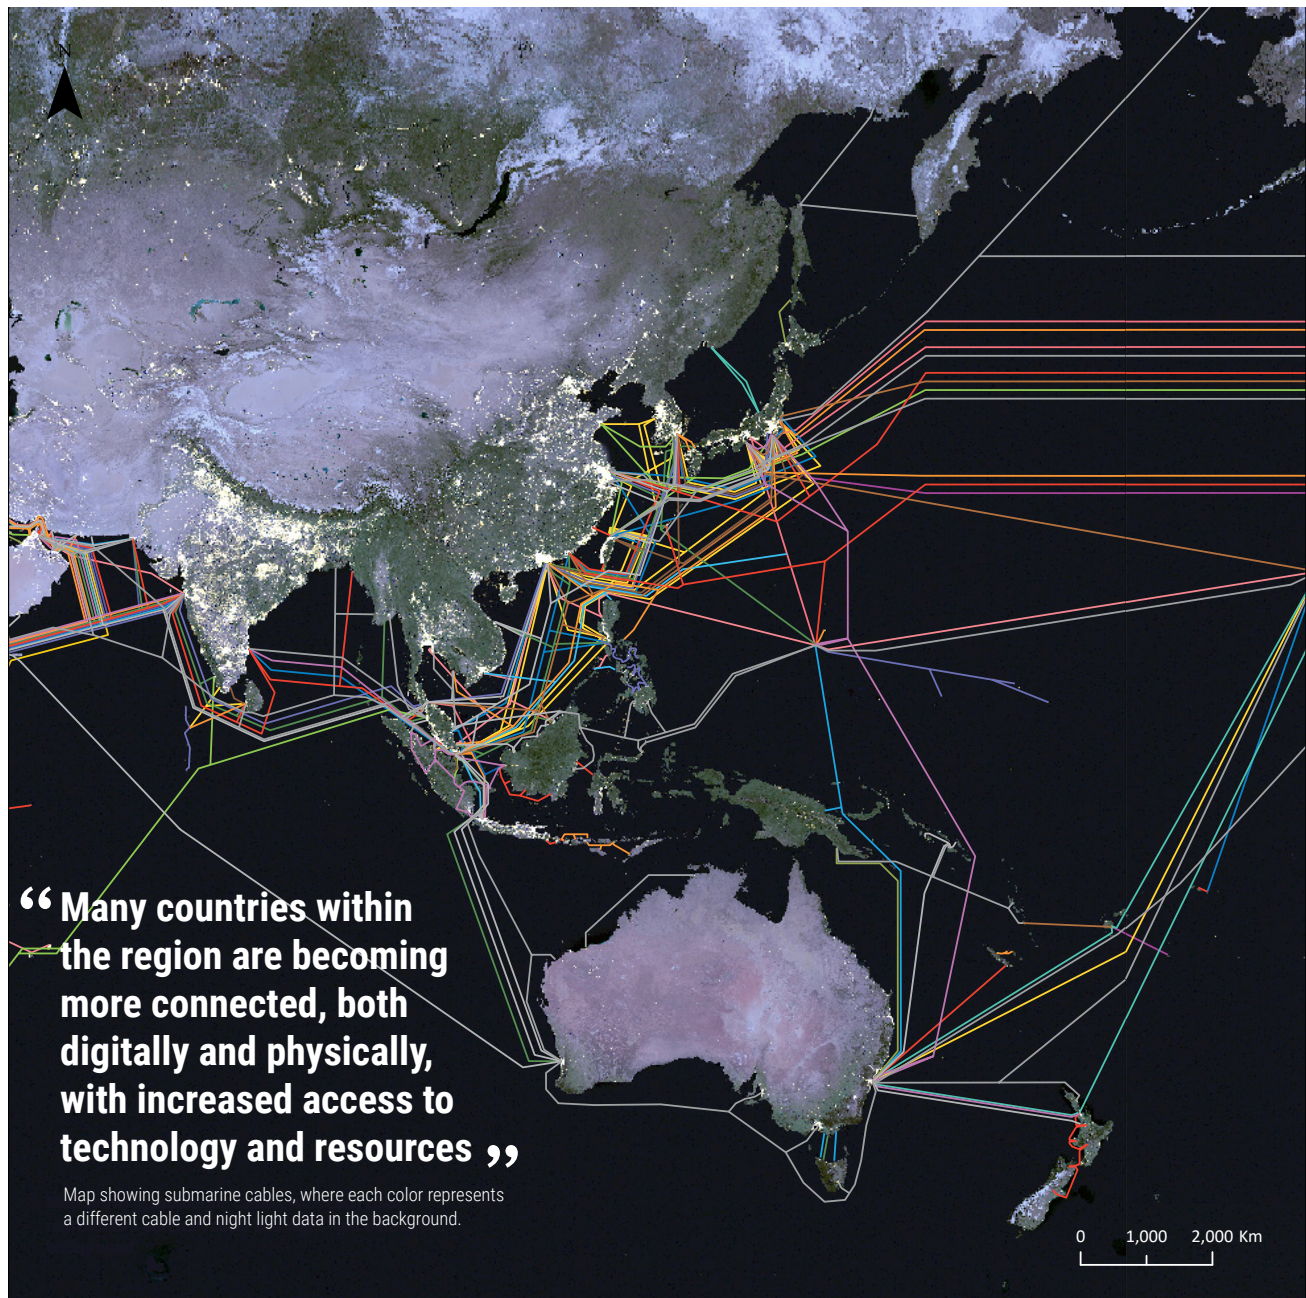 N
“ Many countries within
the region are becoming
more connected, both
digitally and physically,
with increased access to
technology and resources ”
Map showing submarine cables, where each color represents
a different cable and night light data in the background.
0 1,000 2,000 Km